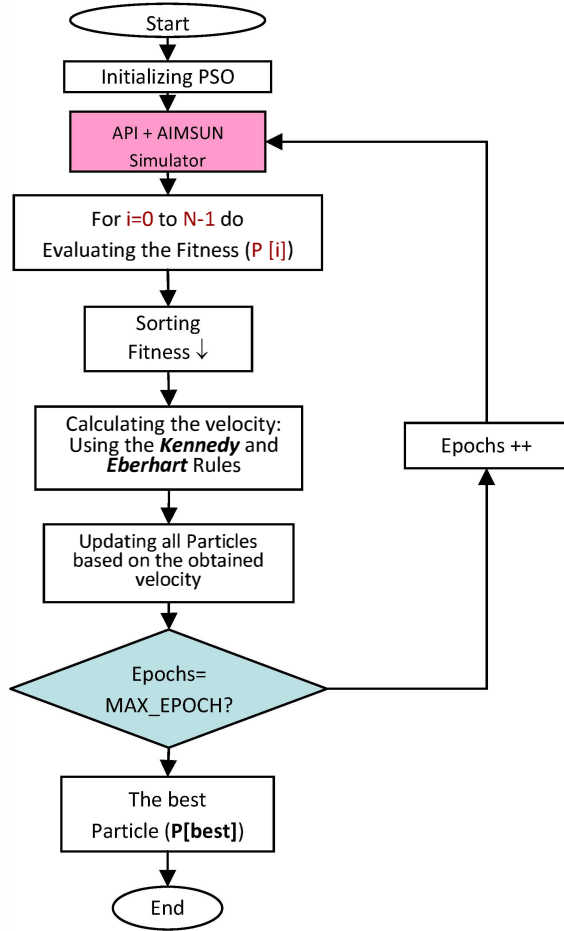 Start
Initializing PSO
API + AIMSUN
Simulator
For i=0 to N-1 do
Evaluating the Fitness (P [i])
Sorting
Fitness ↓
Calculating the velocity:
Using the Kennedy and
Eberhart Rules
Epochs ++
Updating all Particles
based on the obtained
velocity
Epochs=
MAX_EPOCH?
The best
Particle (P[best])
End